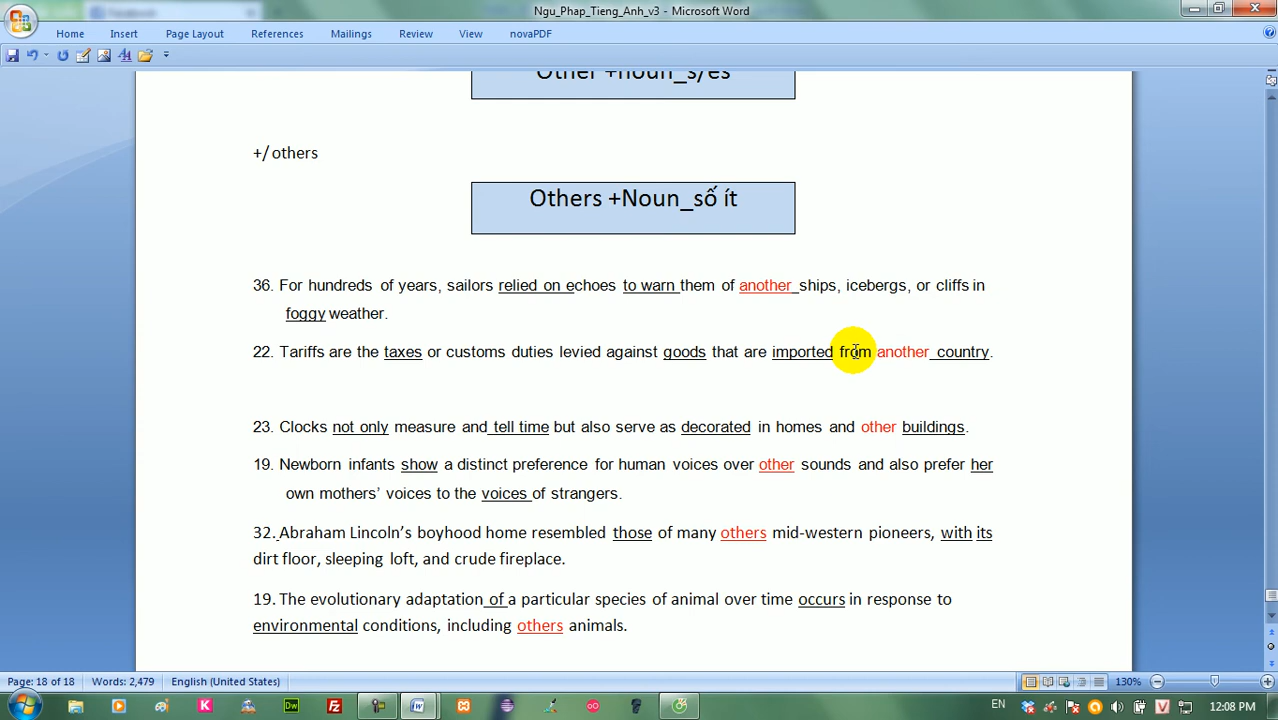 Ngu_Phap_Tieng_Anh_v3 - Microsoft Word
Home Insert Page Layout References Mailings Review View novaPDF
Other +noun_s/es
+/ others
Others +Noun_số ít
36. For hundreds of years, sailors relied on echoes to warn them of another ships, icebergs, or cliffs in
foggy weather.
22. Tariffs are the taxes or customs duties levied against goods that are imported from another country.
23. Clocks not only measure and tell time but also serve as decorated in homes and other buildings.
19. Newborn infants show a distinct preference for human voices over other sounds and also prefer her
own mothers’ voices to the voices of strangers.
32. Abraham Lincoln’s boyhood home resembled those of many others mid-western pioneers, with its
dirt floor, sleeping loft, and crude fireplace.
19. The evolutionary adaptation of a particular species of animal over time occurs in response to
environmental conditions, including others animals.
Page: 18 of 18 Words: 2,479 English (United States) 130%
EN 12:08 PM